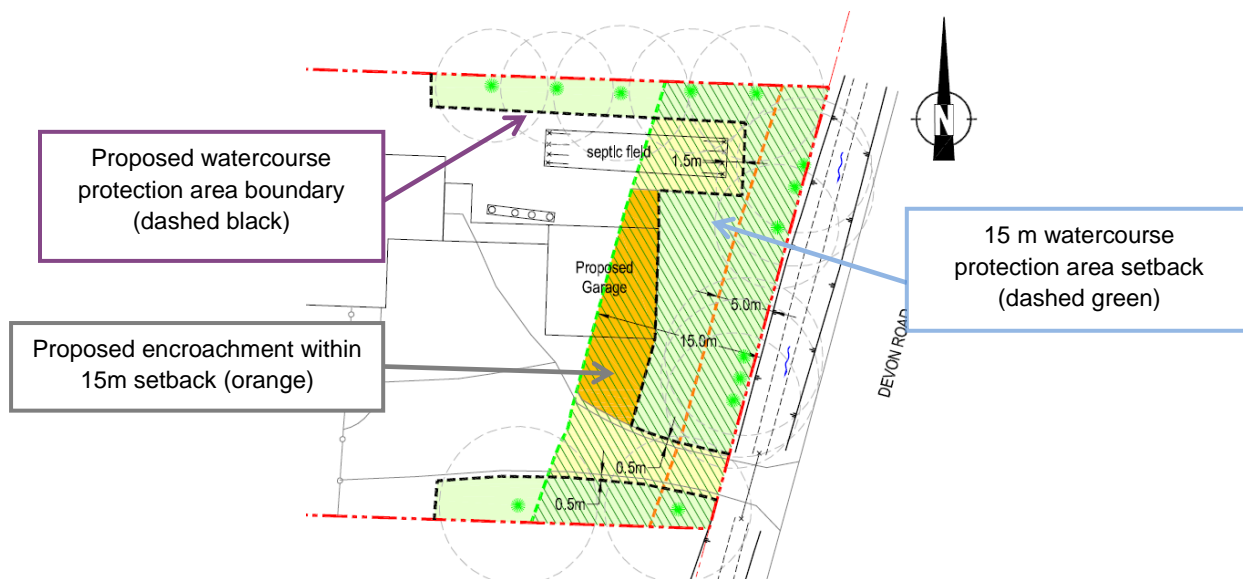 Proposed watercourse
protection area boundary
(dashed black)
septic field
1.5m
N
15 m watercourse
protection area setback
(dashed green)
Proposed
Garage
5.0m
15.0m
DEVON ROAD
Proposed encroachment within
15m setback (orange)
0.5m
0.5m